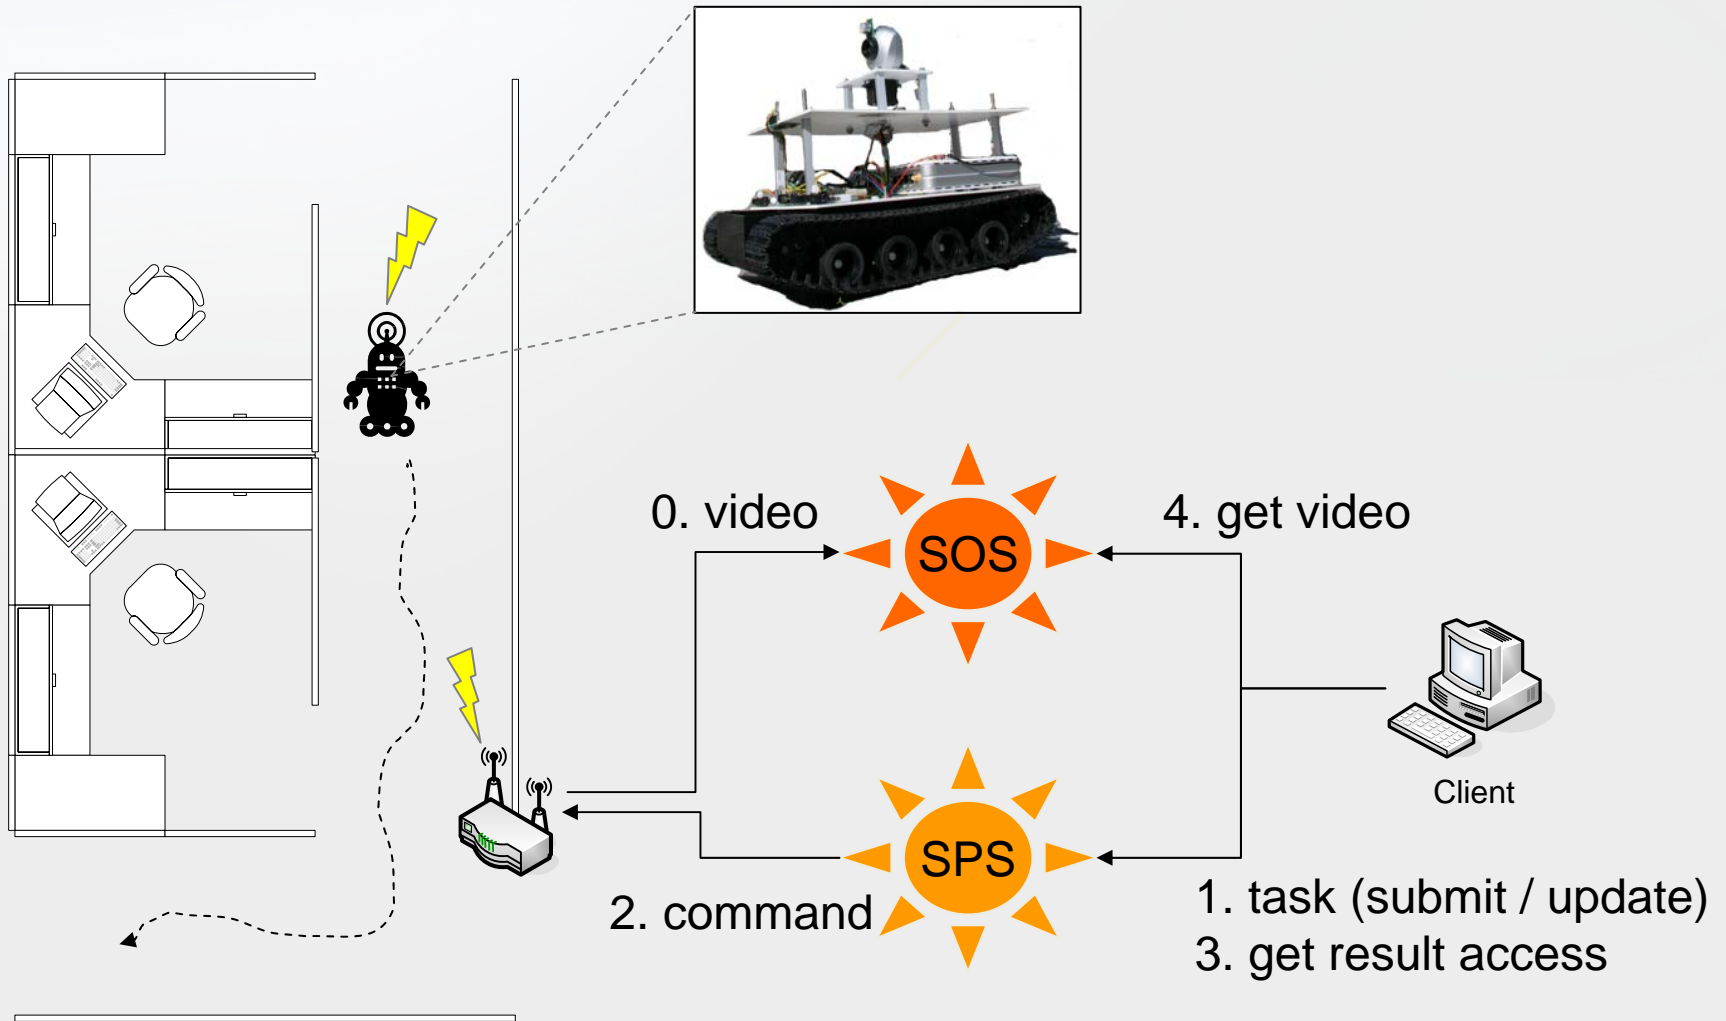 0. video
SOS
4. get video
Client
SPS
2. command
1. task (submit / update)
3. get result access